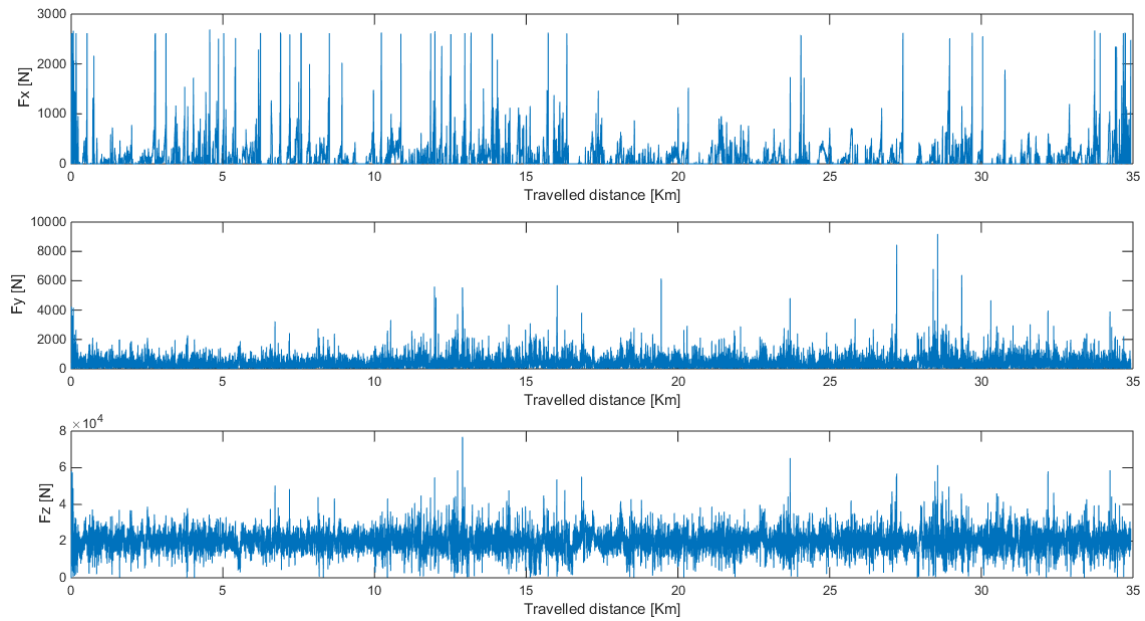 3000
2000
1000
0
Fx [N]
0 5 10 15 20 25 30 35
Travelled distance [Km]
10000
8000
6000
4000
2000
0
Fy [N]
0 5 10 15 20 25 30 35
Travelled distance [Km]
×10⁴
8
6
4
2
0
Fz [N]
0 5 10 15 20 25 30 35
Travelled distance [Km]